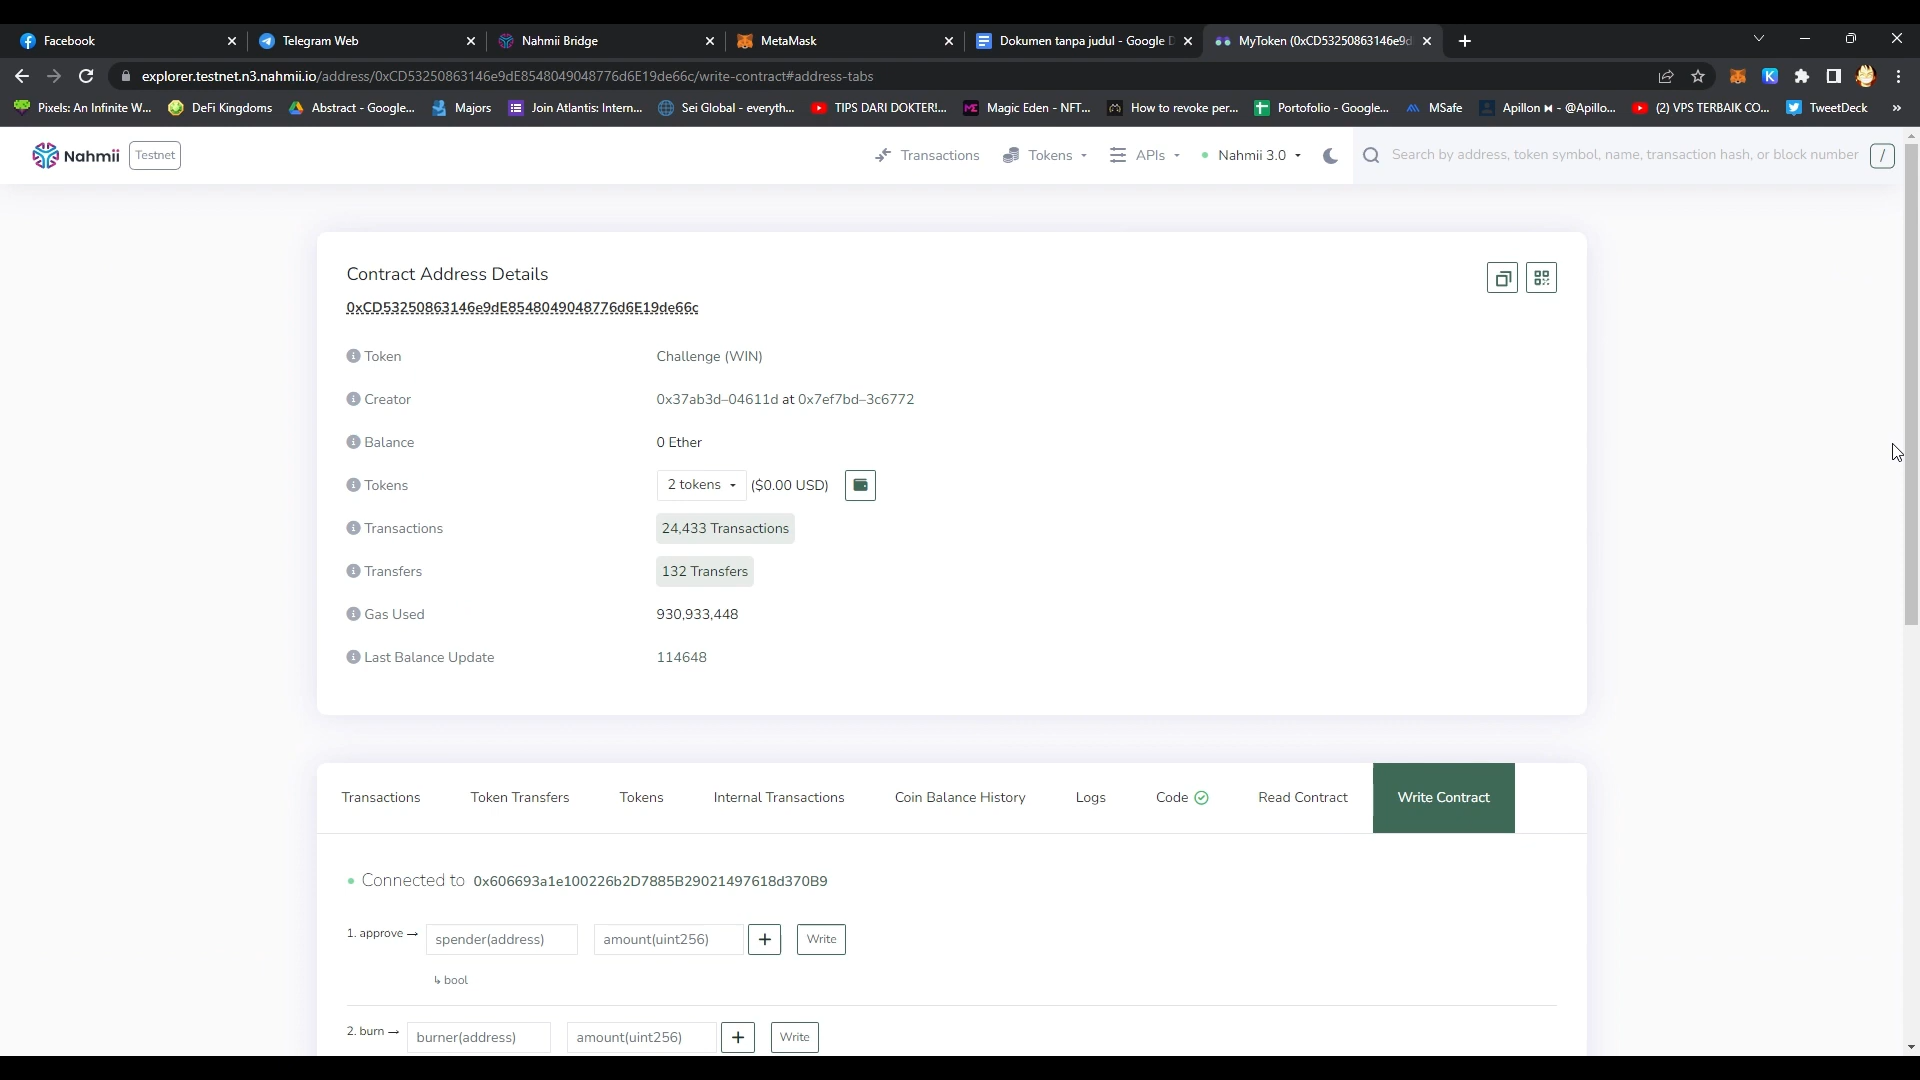 Facebook
Telegram Web
Nahmii Bridge
MetaMask
Dokumen tanpa judul - Google D
MyToken (0xCD53250863146e9d
explorer.testnet.n3.nahmii.io/address/0xCD53250863146e9dE8548049048776d6E19de66c/write-contract#address-tabs
Pixels: An Infinite W...
DeFi Kingdoms
Abstract - Google...
Majors
Join Atlantis: Intern...
Sei Global - everyth...
TIPS DARI DOKTER!...
Magic Eden - NFT...
How to revoke per...
Portofolio - Google...
MSafe
Apillon ⧓ - @Apillo...
(2) VPS TERBAIK CO...
TweetDeck
»
Nahmii
Testnet
Transactions
Tokens
APIs
Nahmii 3.0
Search by address, token symbol, name, transaction hash, or block number
/
Contract Address Details
0xCD53250863146e9dE8548049048776d6E19de66c
Token
Challenge (WIN)
Creator
0x37ab3d–04611d at 0x7ef7bd–3c6772
Balance
0 Ether
Tokens
2 tokens
($0.00 USD)
Transactions
24,433 Transactions
Transfers
132 Transfers
Gas Used
930,933,448
Last Balance Update
114648
Transactions
Token Transfers
Tokens
Internal Transactions
Coin Balance History
Logs
Code
Read Contract
Write Contract
Connected to 0x606693a1e100226b2D7885B29021497618d370B9
1. approve →
spender(address)
amount(uint256)
+
Write
↳ bool
2. burn →
burner(address)
amount(uint256)
+
Write